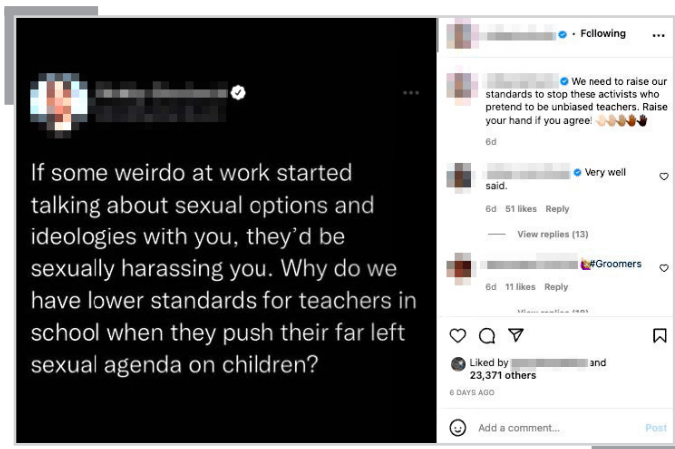 If some weirdo at work started
talking about sexual options and
ideologies with you, they’d be
sexually harassing you. Why do we
have lower standards for teachers in
school when they push their far left
sexual agenda on children?
• Following
We need to raise our
standards to stop these activists who
pretend to be unbiased teachers. Raise
your hand if you agree!
6d
Very well
said.
6d 51 likes Reply
View replies (13)
#Groomers
6d 11 likes Reply
Liked by and
23,371 others
6 DAYS AGO
Add a comment... Post